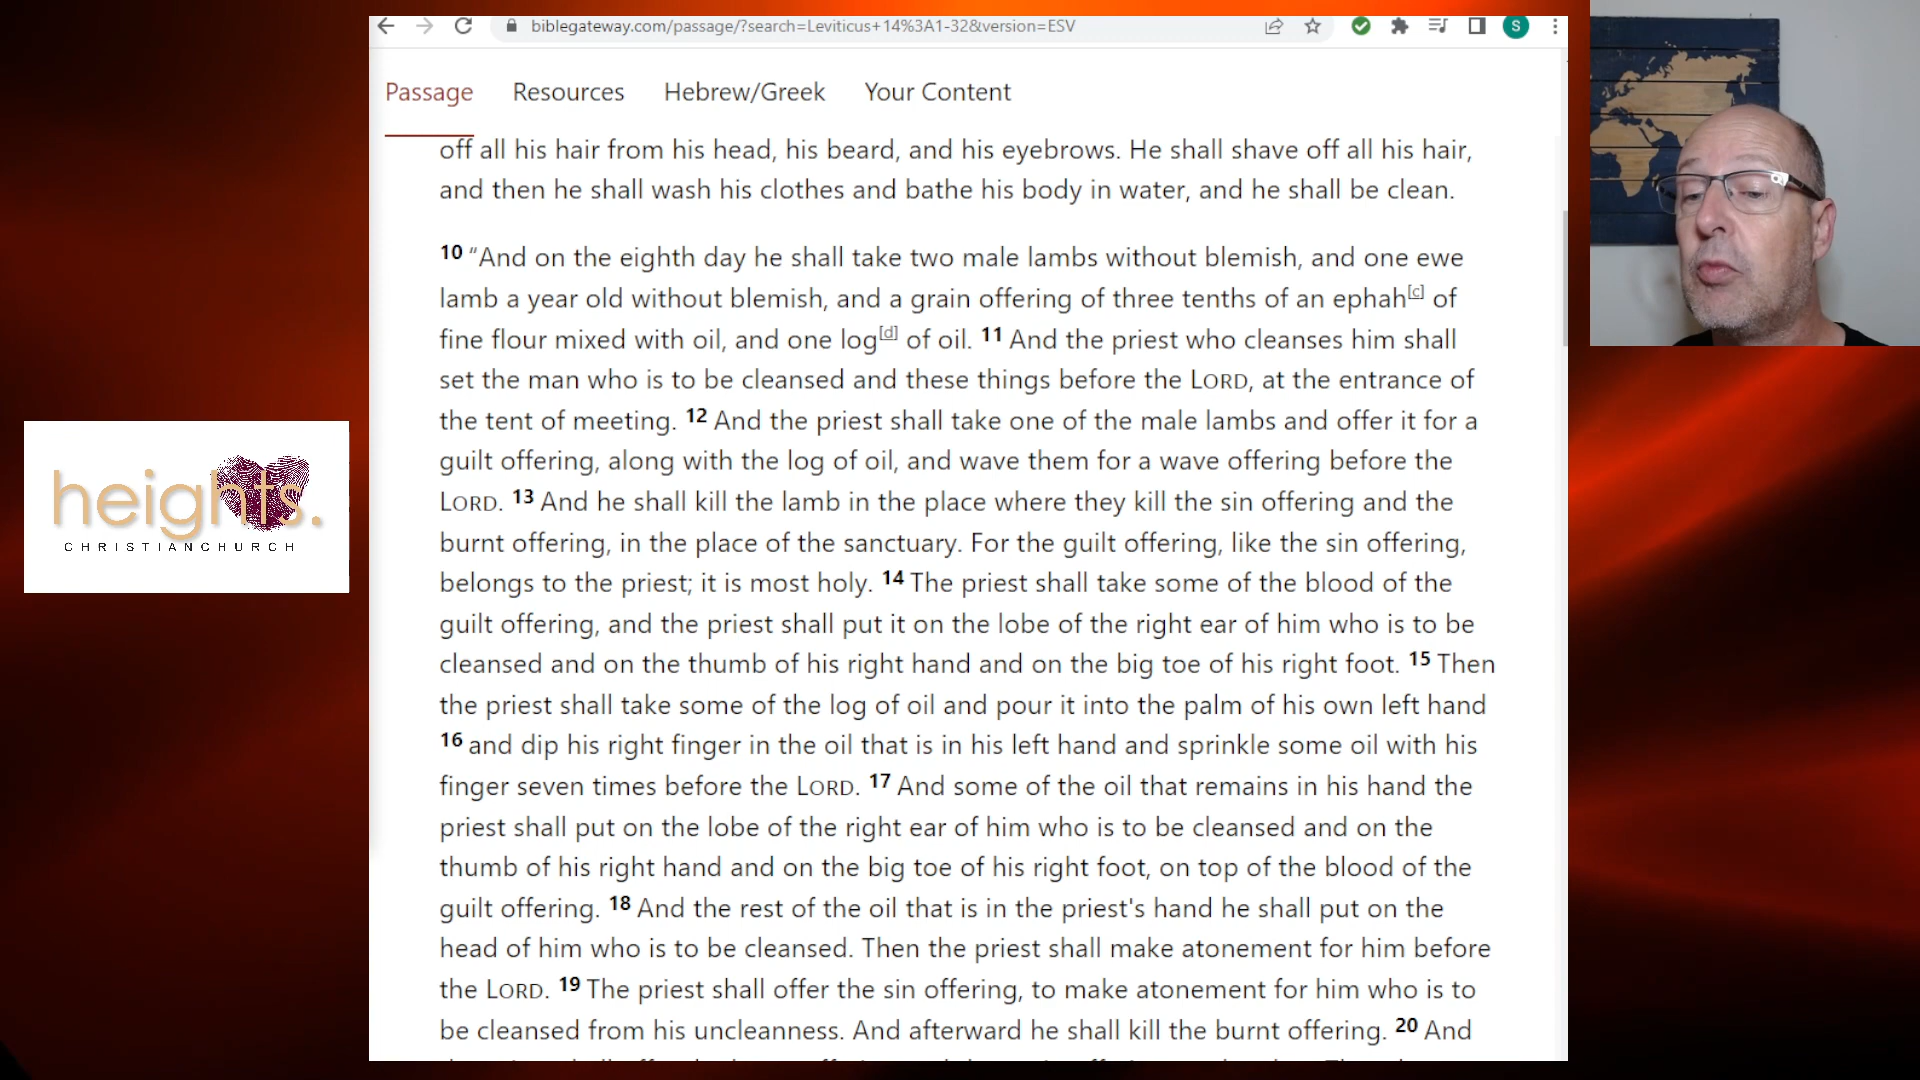 biblegateway.com/passage/?search=Leviticus+14%3A1-32&version=ESV
S
Passage Resources Hebrew/Greek Your Content
off all his hair from his head, his beard, and his eyebrows. He shall shave off all his hair,
and then he shall wash his clothes and bathe his body in water, and he shall be clean.
10 “And on the eighth day he shall take two male lambs without blemish, and one ewe
lamb a year old without blemish, and a grain offering of three tenths of an ephah[c] of
fine flour mixed with oil, and one log[d] of oil. 11 And the priest who cleanses him shall
set the man who is to be cleansed and these things before the LORD, at the entrance of
the tent of meeting. 12 And the priest shall take one of the male lambs and offer it for a
guilt offering, along with the log of oil, and wave them for a wave offering before the
LORD. 13 And he shall kill the lamb in the place where they kill the sin offering and the
burnt offering, in the place of the sanctuary. For the guilt offering, like the sin offering,
belongs to the priest; it is most holy. 14 The priest shall take some of the blood of the
guilt offering, and the priest shall put it on the lobe of the right ear of him who is to be
cleansed and on the thumb of his right hand and on the big toe of his right foot. 15 Then
the priest shall take some of the log of oil and pour it into the palm of his own left hand
16 and dip his right finger in the oil that is in his left hand and sprinkle some oil with his
finger seven times before the LORD. 17 And some of the oil that remains in his hand the
priest shall put on the lobe of the right ear of him who is to be cleansed and on the
thumb of his right hand and on the big toe of his right foot, on top of the blood of the
guilt offering. 18 And the rest of the oil that is in the priest's hand he shall put on the
head of him who is to be cleansed. Then the priest shall make atonement for him before
the LORD. 19 The priest shall offer the sin offering, to make atonement for him who is to
be cleansed from his uncleanness. And afterward he shall kill the burnt offering. 20 And
heights.
CHRISTIANCHURCH